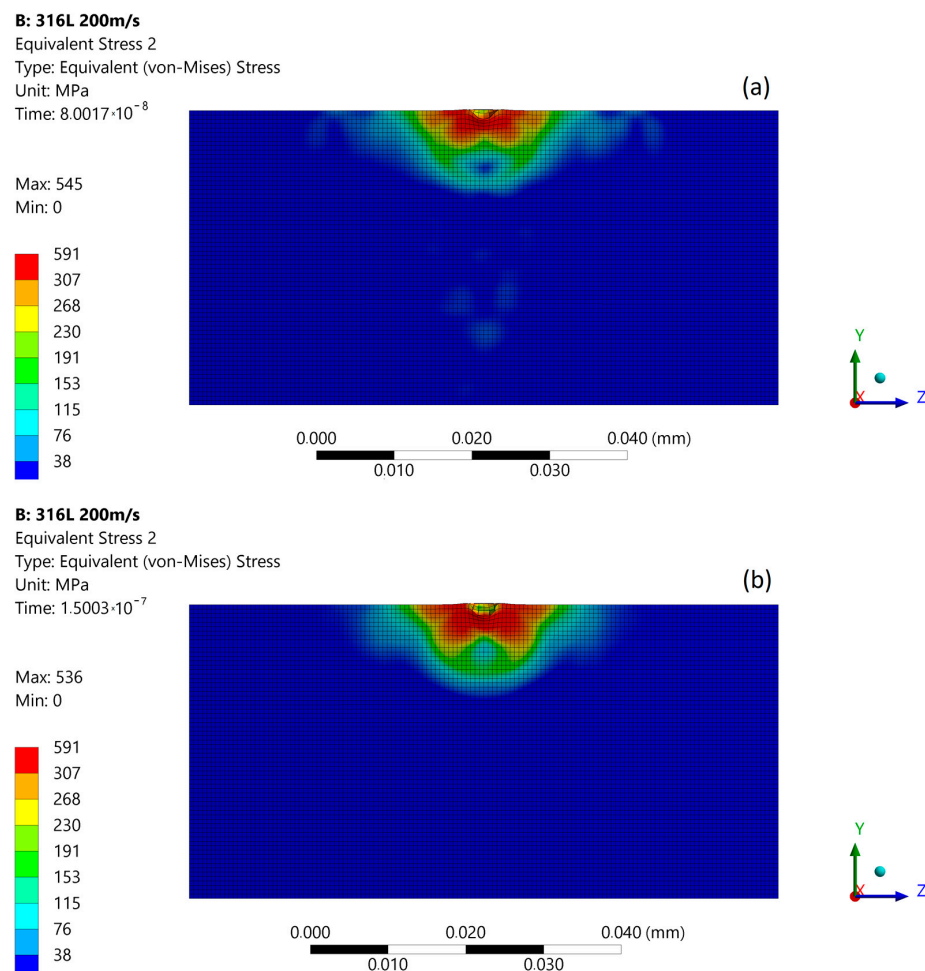 B: 316L 200m/s
Equivalent Stress 2
Type: Equivalent (von-Mises) Stress
Unit: MPa
Time: 8.0017×10⁻⁸
(a)
Max: 545
Min: 0
591
307
268
230
191
153
115
76
38
Y
X
Z
0.000 0.020 0.040 (mm)
0.010 0.030
B: 316L 200m/s
Equivalent Stress 2
Type: Equivalent (von-Mises) Stress
Unit: MPa
Time: 1.5003×10⁻⁷
(b)
Max: 536
Min: 0
591
307
268
230
191
153
115
76
38
Y
X
Z
0.000 0.020 0.040 (mm)
0.010 0.030